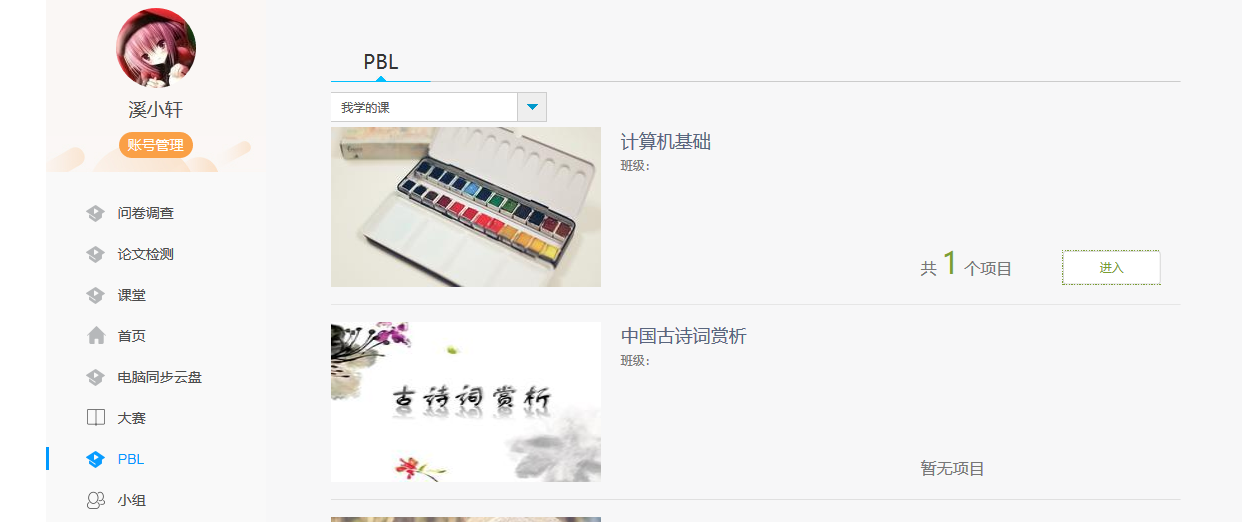 溪小轩
账号管理
问卷调查
论文检测
课堂
首页
电脑同步云盘
大赛
PBL
小组
PBL
我学的课
计算机基础
班级：
共 1 个项目
进入
中国古诗词赏析
班级：
古诗词赏析
暂无项目